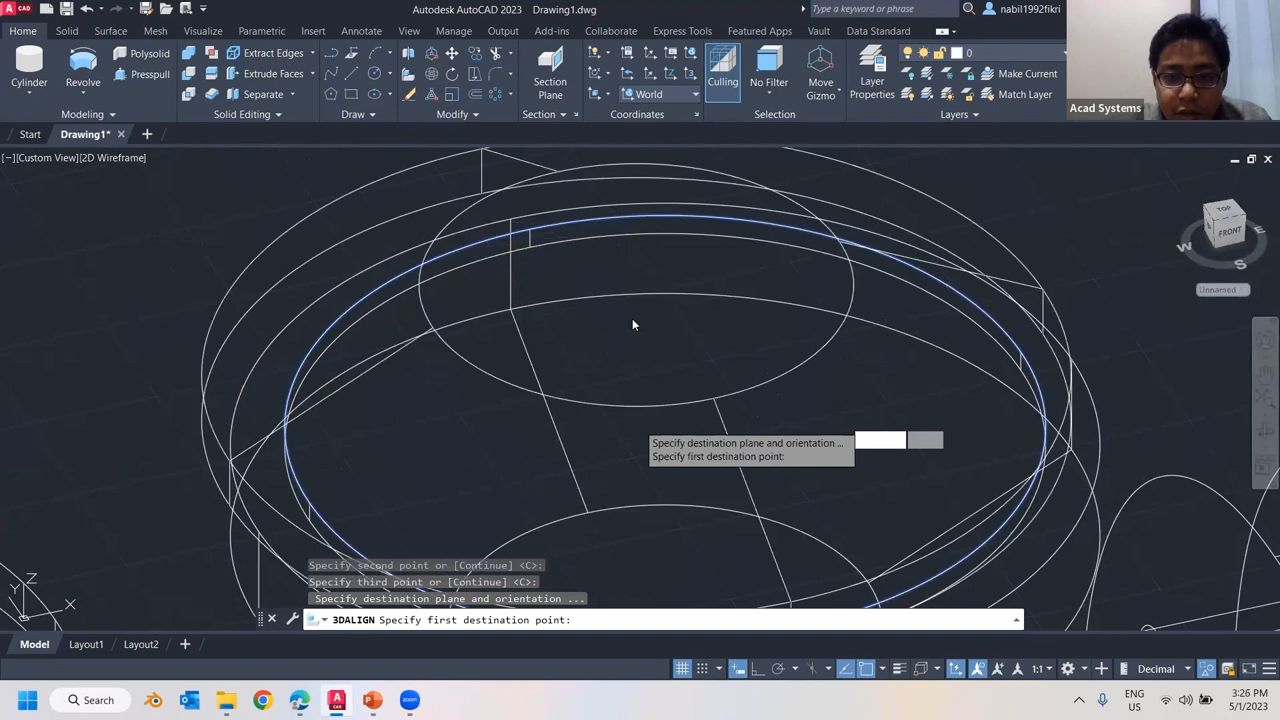 CAD
Autodesk AutoCAD 2023 Drawing1.dwg
Type a keyword or phrase
nabil1992fikri
Home Solid Surface Mesh Visualize Parametric Insert Annotate View Manage Output Add-ins Collaborate Express Tools Featured Apps Vault Data Standard
Cylinder
Revolve
Polysolid
Presspull
Extract Edges
Extrude Faces
Separate
Section
Plane
World
Culling
No Filter
Move
Gizmo
Layer
Properties
0
Make Current
Match Layer
Modeling
Solid Editing
Draw
Modify
Section
Coordinates
Selection
Layers
Acad Systems
Start
Drawing1*
[−][Custom View][2D Wireframe]
TOP
FRONT
W
E
S
Unnamed
Specify destination plane and orientation ...
Specify first destination point:
Z
Y
X
Specify second point or [Continue] <C>:
Specify third point or [Continue] <C>:
Specify destination plane and orientation ...
3DALIGN Specify first destination point:
Model Layout1 Layout2
1:1
Decimal
Search
zoom
ENG
US
3:26 PM
5/1/2023